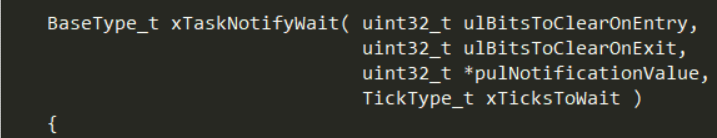 BaseType_t xTaskNotifyWait( uint32_t ulBitsToClearOnEntry,
uint32_t ulBitsToClearOnExit,
uint32_t *pulNotificationValue,
TickType_t xTicksToWait )
{